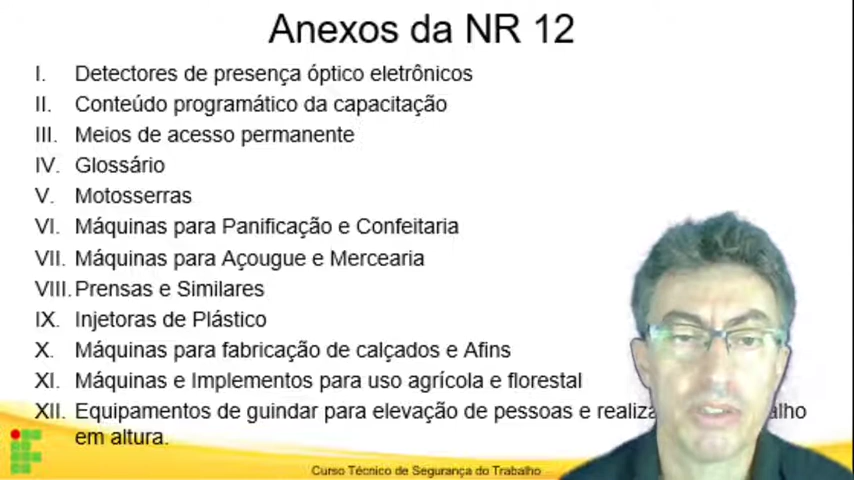 Anexos da NR 12
I. Detectores de presença óptico eletrônicos
II. Conteúdo programático da capacitação
III. Meios de acesso permanente
IV. Glossário
V. Motosserras
VI. Máquinas para Panificação e Confeitaria
VII. Máquinas para Açougue e Mercearia
VIII. Prensas e Similares
IX. Injetoras de Plástico
X. Máquinas para fabricação de calçados e Afins
XI. Máquinas e Implementos para uso agrícola e florestal
XII. Equipamentos de guindar para elevação de pessoas e
em altura.
Curso Técnico de Segurança do Trabalho